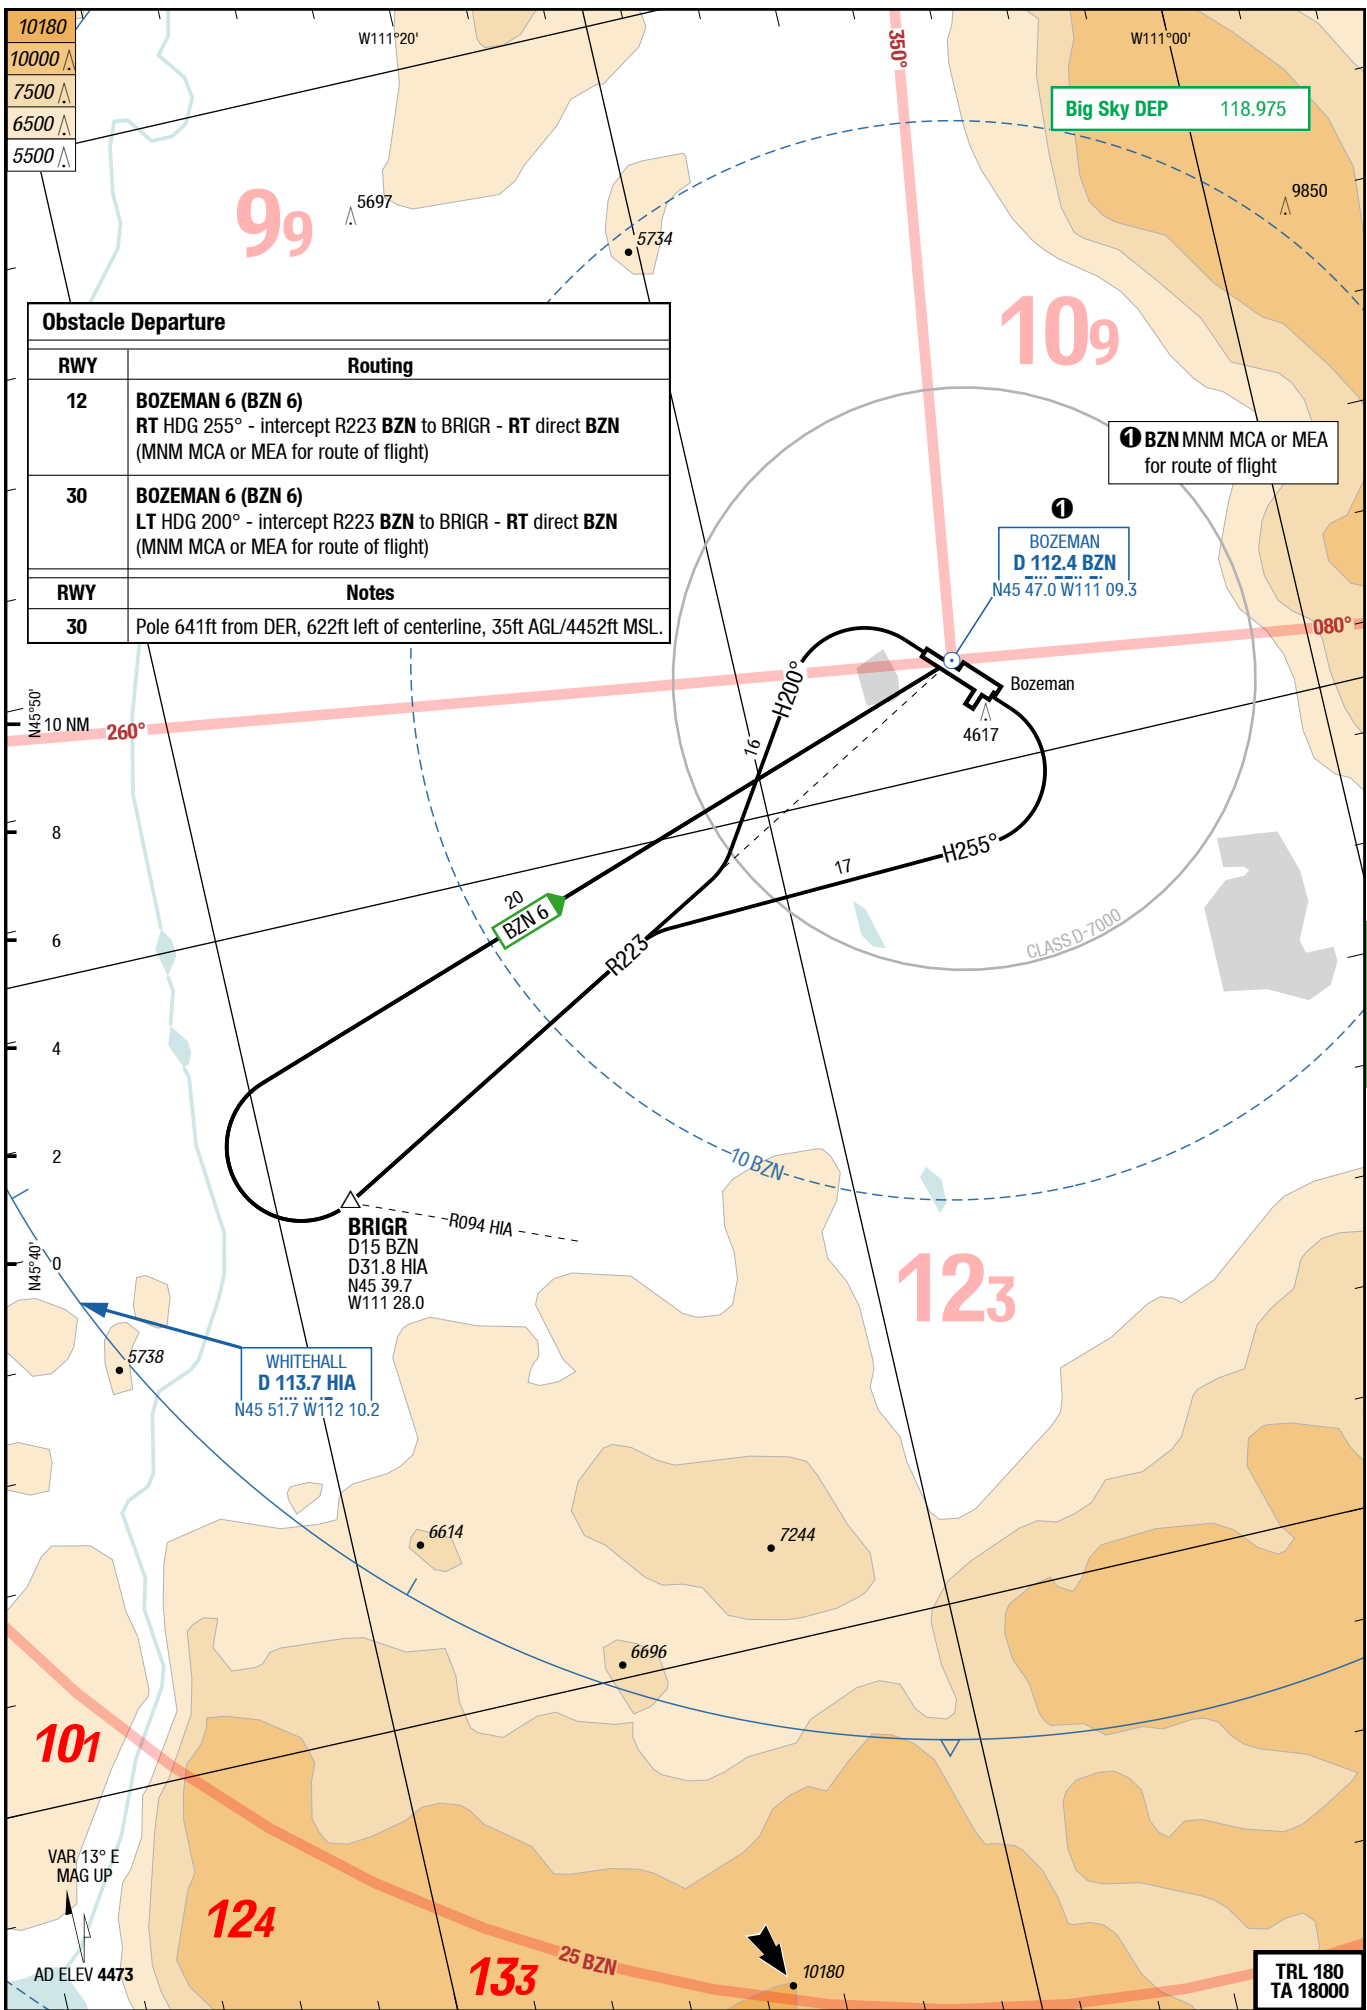 10180
10000
7500
6500
5500
W111°20'
350°
W111°00'
Big Sky DEP 118.975
99
5697
5734
9850
109
Obstacle Departure
RWY Routing
12 BOZEMAN 6 (BZN 6)
RT HDG 255° - intercept R223 BZN to BRIGR - RT direct BZN
(MNM MCA or MEA for route of flight)
30 BOZEMAN 6 (BZN 6)
LT HDG 200° - intercept R223 BZN to BRIGR - RT direct BZN
(MNM MCA or MEA for route of flight)
RWY Notes
30 Pole 641ft from DER, 622ft left of centerline, 35ft AGL/4452ft MSL.
1 BZN MNM MCA or MEA
for route of flight
1
BOZEMAN
D 112.4 BZN
N45 47.0 W111 09.3
080°
Bozeman
4617
H200°
16
N45°50'
10 NM
260°
8
6
4
2
0
N45°40'
17
H255°
CLASS D-7000
20
BZN 6
R223
10 BZN
BRIGR
D15 BZN
D31.8 HIA
N45 39.7
W111 28.0
R094 HIA
123
5738
WHITEHALL
D 113.7 HIA
N45 51.7 W112 10.2
6614
7244
6696
101
VAR 13° E
MAG UP
124
AD ELEV 4473
133
25 BZN
10180
TRL 180
TA 18000